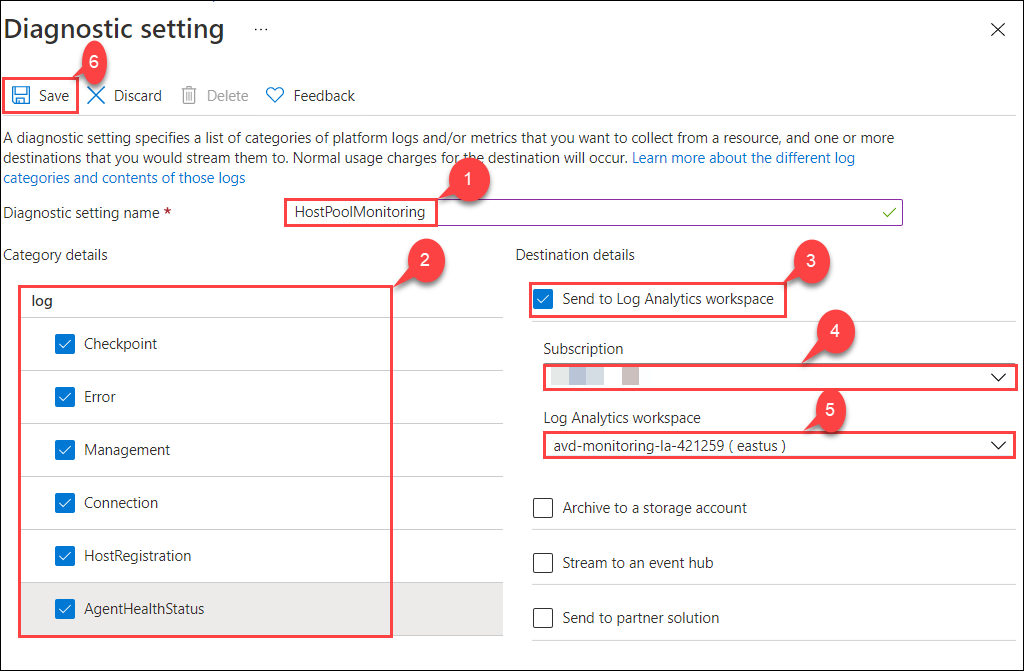 Diagnostic setting ...
6
Save Discard Delete Feedback
A diagnostic setting specifies a list of categories of platform logs and/or metrics that you want to collect from a resource, and one or more
destinations that you would stream them to. Normal usage charges for the destination will occur. Learn more about the different log
categories and contents of those logs
1
Diagnostic setting name *
HostPoolMonitoring
Category details
2
log
Checkpoint
Error
Management
Connection
HostRegistration
AgentHealthStatus
Destination details
3
Send to Log Analytics workspace
4
Subscription
5
Log Analytics workspace
avd-monitoring-la-421259 ( eastus )
Archive to a storage account
Stream to an event hub
Send to partner solution